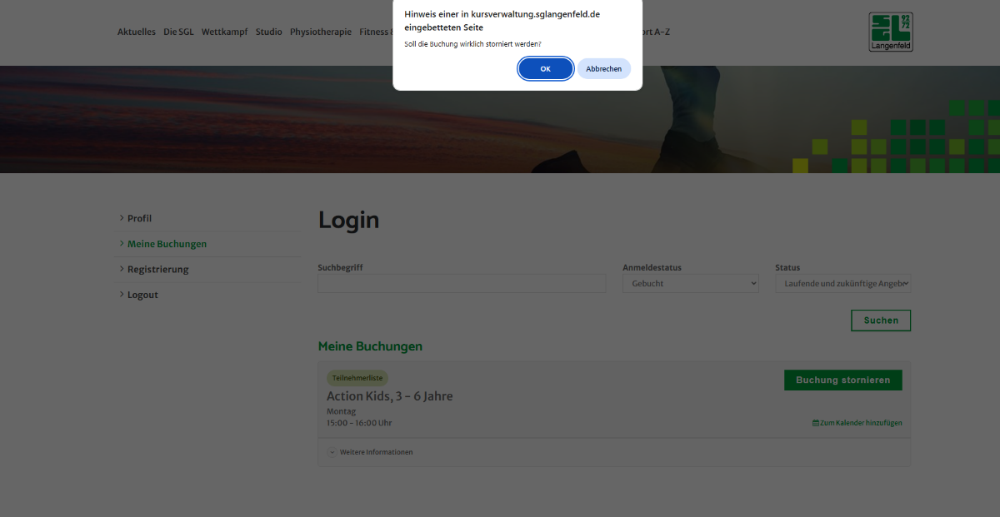 Hinweis einer in kursverwaltung.sglangenfeld.de
eingebetteten Seite
Soll die Buchung wirklich storniert werden?
OK
Abbrechen
Aktuelles Die SGL Wettkampf Studio Physiotherapie Fitness
ort A–Z
92
72
Langenfeld
Profil
Meine Buchungen
Registrierung
Logout
Login
Suchbegriff
Anmeldestatus
Status
Gebucht
Laufende und zukünftige Angeb
Suchen
Meine Buchungen
Teilnehmerliste
Buchung stornieren
Action Kids, 3 – 6 Jahre
Montag
15:00 – 16:00 Uhr
Zum Kalender hinzufügen
Weitere Informationen